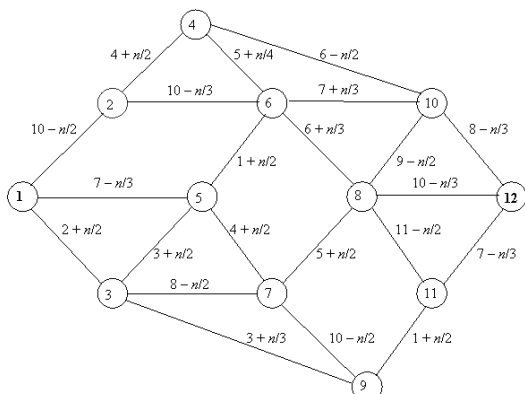 4
4 + n/2
5 + n/4
6 − n/2
2
10 − n/3
6
7 + n/3
10
10 − n/2
1 + n/2
6 + n/3
9 − n/2
8 − n/3
1
7 − n/3
5
8
10 − n/3
12
2 + n/2
3 + n/2
4 + n/2
5 + n/2
11 − n/2
7 − n/3
3
8 − n/2
7
11
3 + n/3
10 − n/2
1 + n/2
9